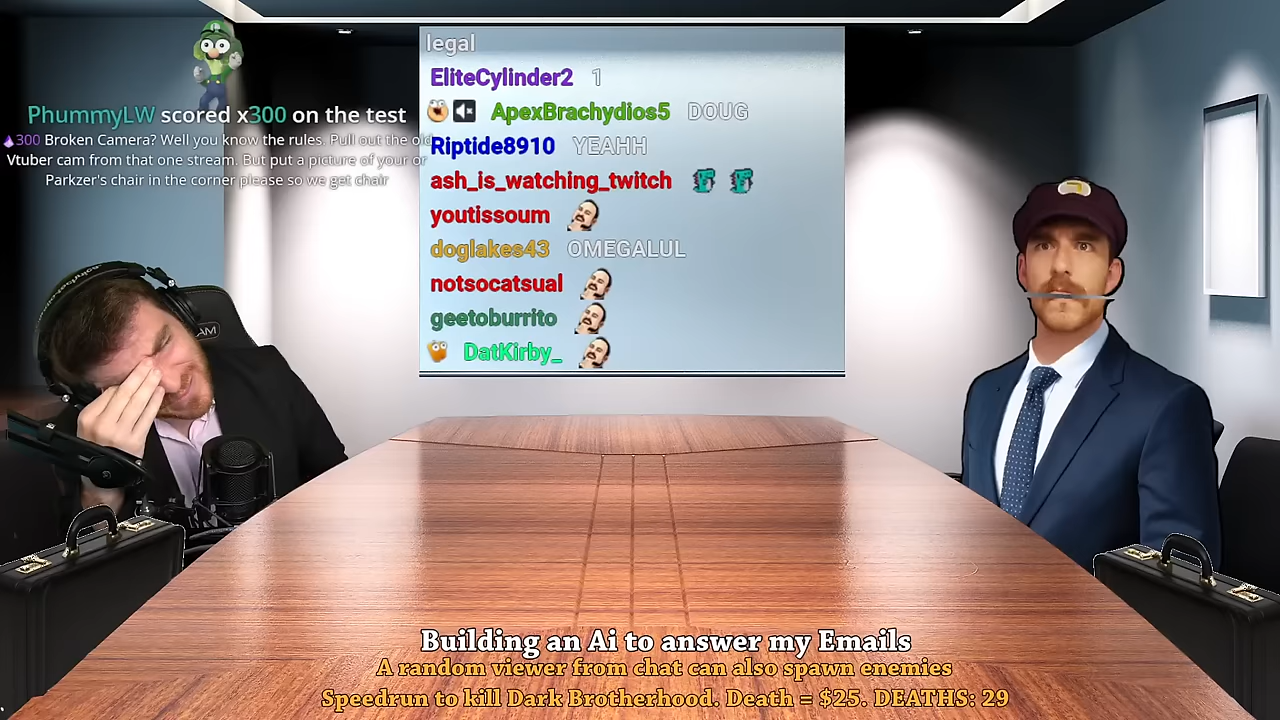 legal
EliteCylinder2 1
ApexBrachydios5 DOUG
Riptide8910 YEAHH
ash_is_watching_twitch
youtissoum
doglakes43 OMEGALUL
notsocatsual
geetoburrito
DatKirby_
PhummyLW scored x300 on the test
300 Broken Camera? Well you know the rules. Pull out the old
Vtuber cam from that one stream. But put a picture of your or
Parkzer's chair in the corner please so we get chair
AM
Building an Ai to answer my Emails
A random viewer from chat can also spawn enemies
Speedrun to kill Dark Brotherhood. Death = $25. DEATHS: 29